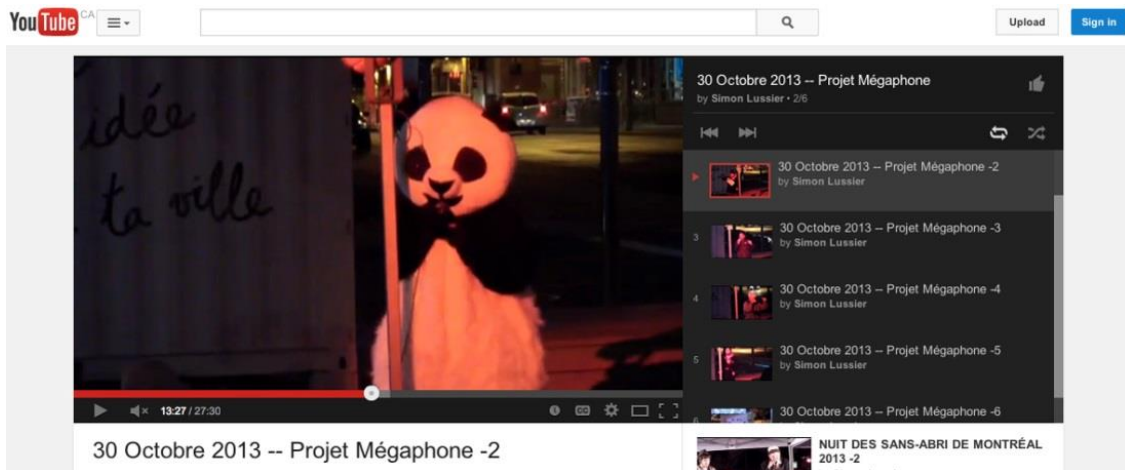 YouTube CA
Upload
Sign in
idée
ta ville
13:27 / 27:30
CC
30 Octobre 2013 -- Projet Mégaphone -2
30 Octobre 2013 -- Projet Mégaphone
by Simon Lussier • 2/6
30 Octobre 2013 -- Projet Mégaphone -2
by Simon Lussier
3
30 Octobre 2013 -- Projet Mégaphone -3
by Simon Lussier
4
30 Octobre 2013 -- Projet Mégaphone -4
by Simon Lussier
5
30 Octobre 2013 -- Projet Mégaphone -5
by Simon Lussier
6
30 Octobre 2013 -- Projet Mégaphone -6
NUIT DES SANS-ABRI DE MONTRÉAL
2013 -2